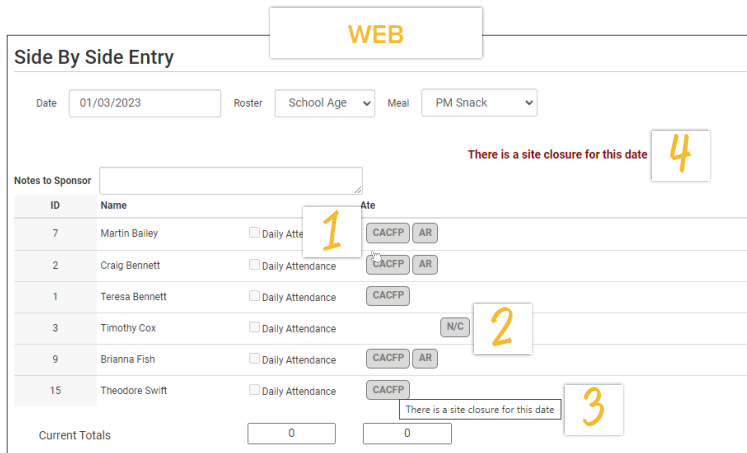 WEB
Side By Side Entry
Date 01/03/2023 Roster School Age Meal PM Snack
There is a site closure for this date 4
Notes to Sponsor
ID Name Ate
7 Martin Bailey Daily Atte 1 CACFP AR
2 Craig Bennett Daily Attendance CACFP AR
1 Teresa Bennett Daily Attendance CACFP
3 Timothy Cox Daily Attendance N/C 2
9 Brianna Fish Daily Attendance CACFP AR
15 Theodore Swift Daily Attendance CACFP
There is a site closure for this date 3
Current Totals 0 0